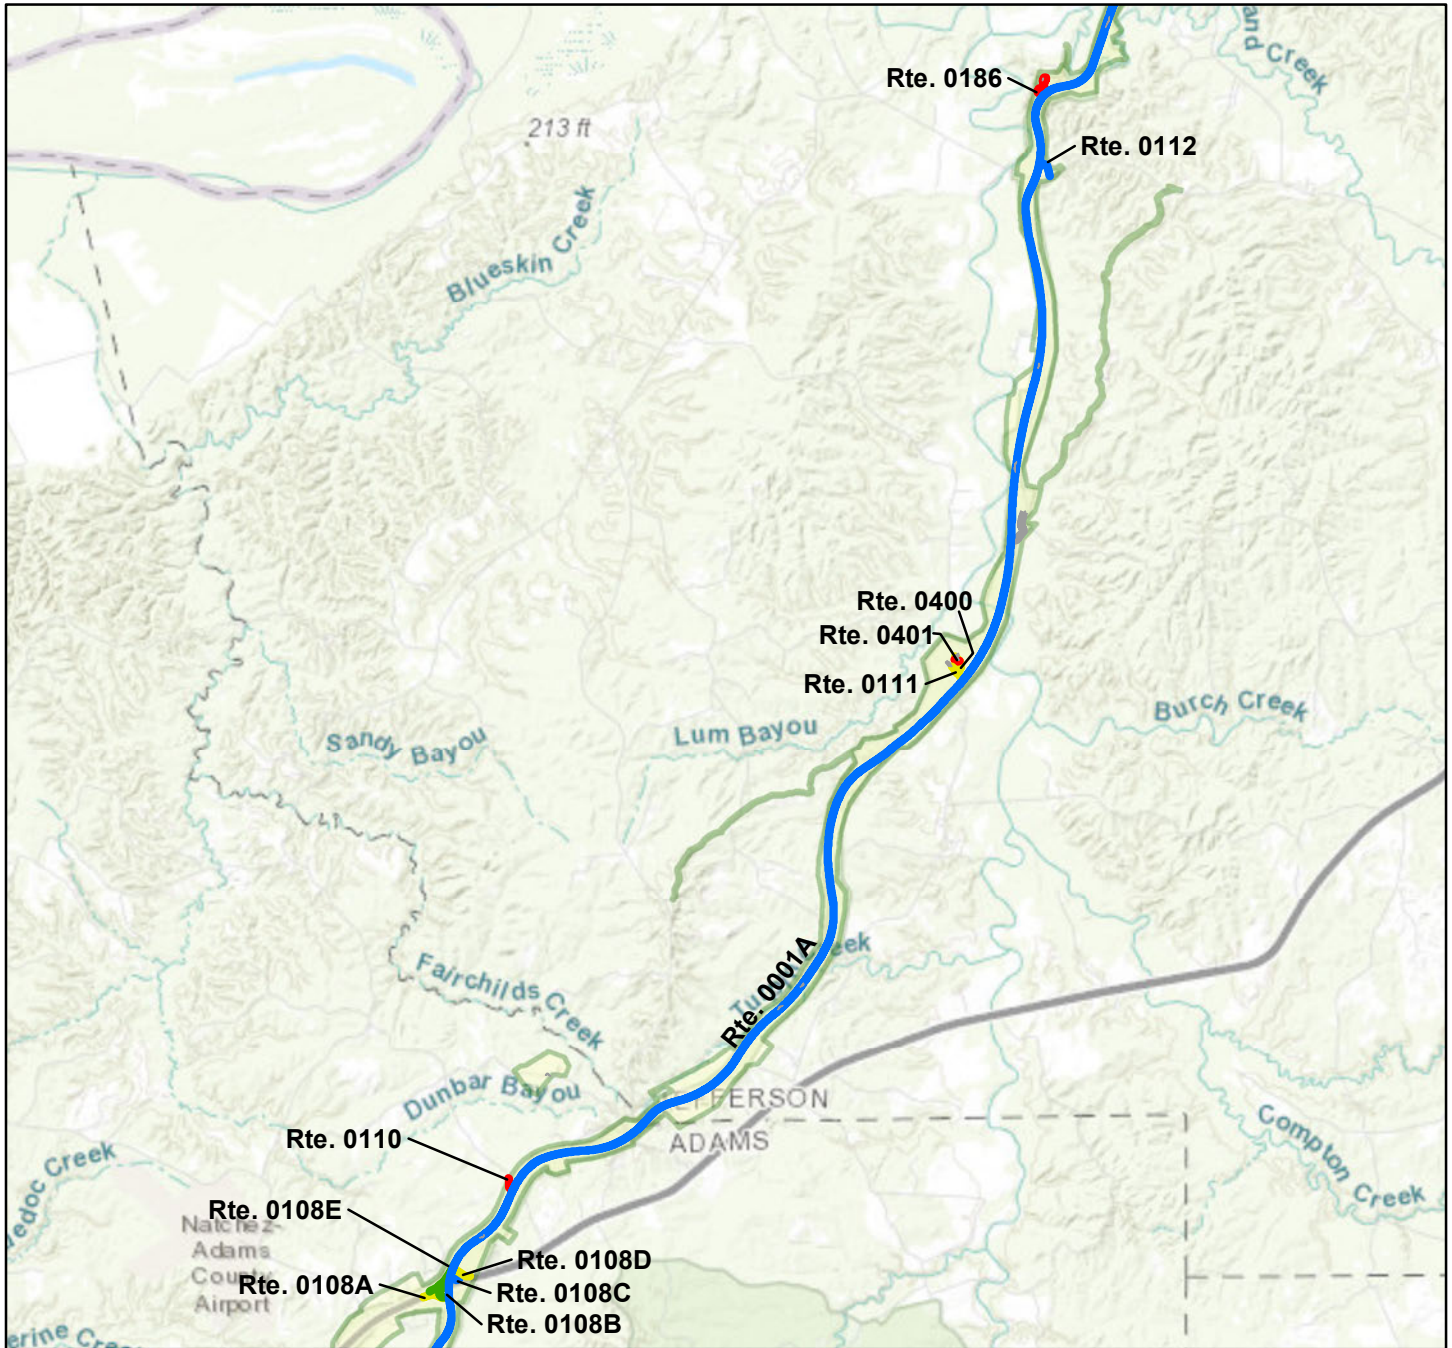 and Creek
Rte. 0186
213 ft
Rte. 0112
Blueskin Creek
Rte. 0400
Rte. 0401
Rte. 0111
Burch Creek
Lum Bayou
Sandy Bayou
Rte. 0001A
Fairchilds Creek
Dunbar Bayou
ADAMS
Compton Creek
Rte. 0110
Rte. 0108E
Natchez-
Adams
County
Airport
Rte. 0108D
Rte. 0108A
Rte. 0108C
Rte. 0108B